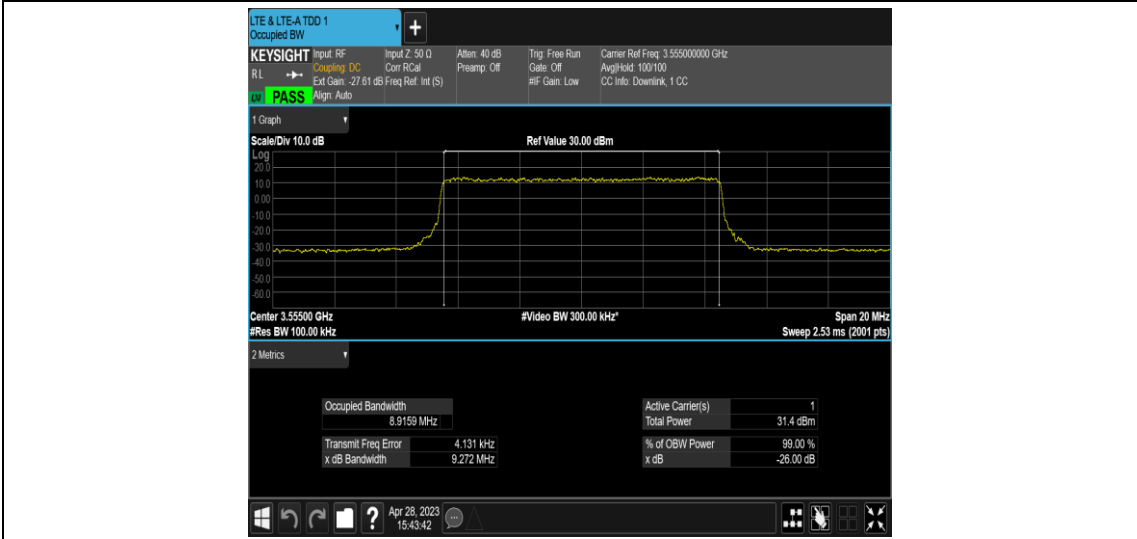 LTE & LTE-A TDD 1
Occupied BW
KEYSIGHT Input: RF Input Z: 50 Ω Atten: 40 dB Trig: Free Run Carrier Ref Freq: 3.555000000 GHz
Coupling: DC Corr RCal Preamp: Off Gate: Off Avg|Hold: 100/100
RL Ext Gain: -27.61 dB Freq Ref: Int (S) #IF Gain: Low CC Info: Downlink, 1 CC
PASS Align: Auto
1 Graph
Scale/Div 10.0 dB Ref Value 30.00 dBm
Log
20.0
10.0
0.00
-10.0
-20.0
-30.0
-40.0
-50.0
-60.0
Center 3.55500 GHz #Video BW 300.00 kHz* Span 20 MHz
#Res BW 100.00 kHz Sweep 2.53 ms (2001 pts)
2 Metrics
Occupied Bandwidth Active Carrier(s) 1
8.9159 MHz Total Power 31.4 dBm
Transmit Freq Error 4.131 kHz % of OBW Power 99.00 %
x dB Bandwidth 9.272 MHz x dB -26.00 dB
Apr 28, 2023
15:43:42